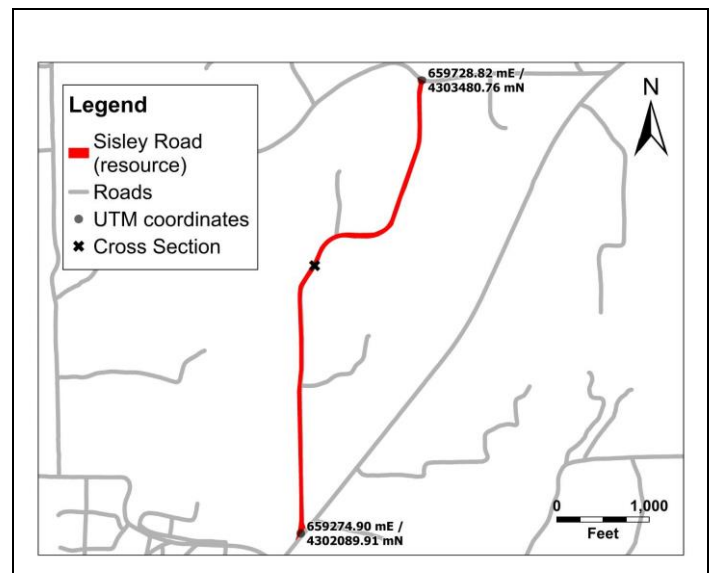 659728.82 mE /
4303480.76 mN
N
Legend
Sisley Road
(resource)
Roads
UTM coordinates
Cross Section
659274.90 mE /
4302089.91 mN
0 1,000
Feet